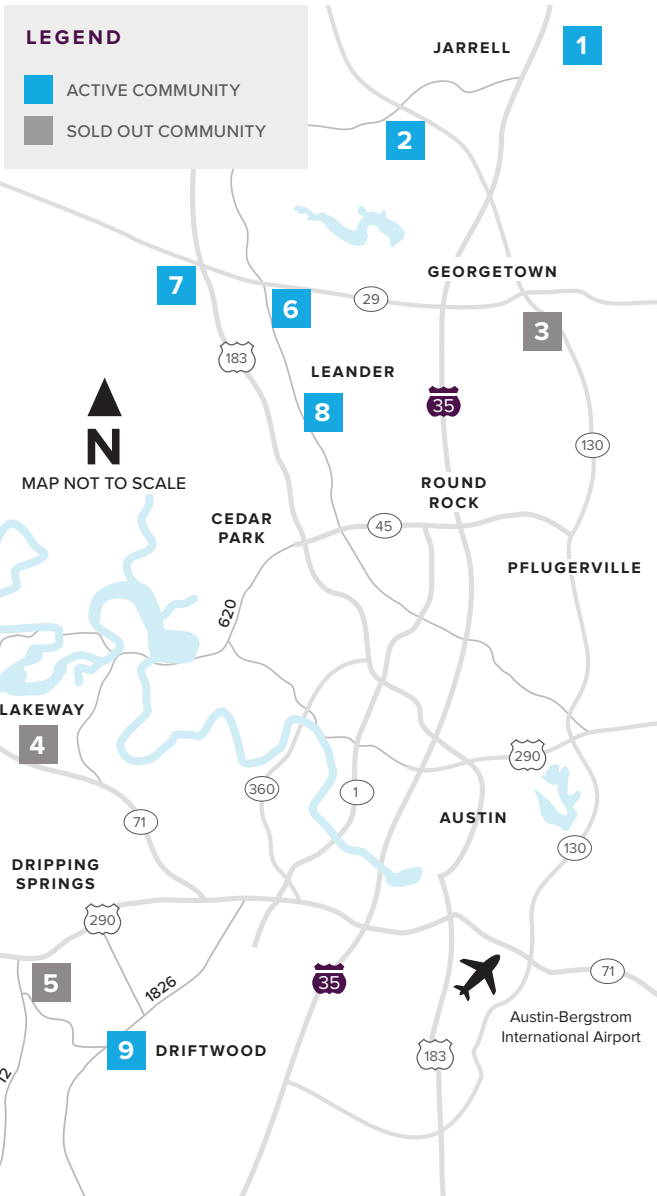 LEGEND
ACTIVE COMMUNITY
SOLD OUT COMMUNITY
JARRELL
1
2
GEORGETOWN
7
6
29
3
183
LEANDER
8
35
130
N
MAP NOT TO SCALE
ROUND
ROCK
CEDAR
PARK
45
PFLUGERVILLE
620
LAKEWAY
4
290
360
1
71
AUSTIN
130
DRIPPING
SPRINGS
290
5
1826
35
71
Austin-Bergstrom
International Airport
9
DRIFTWOOD
183
12